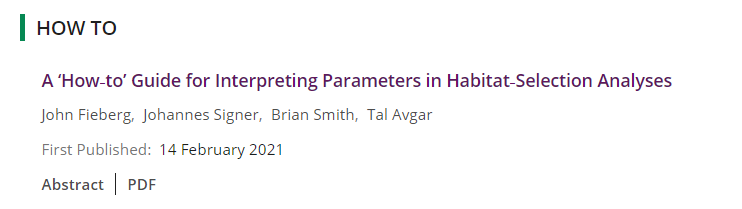 HOW TO
A ‘How-to’ Guide for Interpreting Parameters in Habitat-Selection Analyses
John Fieberg, Johannes Signer, Brian Smith, Tal Avgar
First Published: 14 February 2021
Abstract | PDF